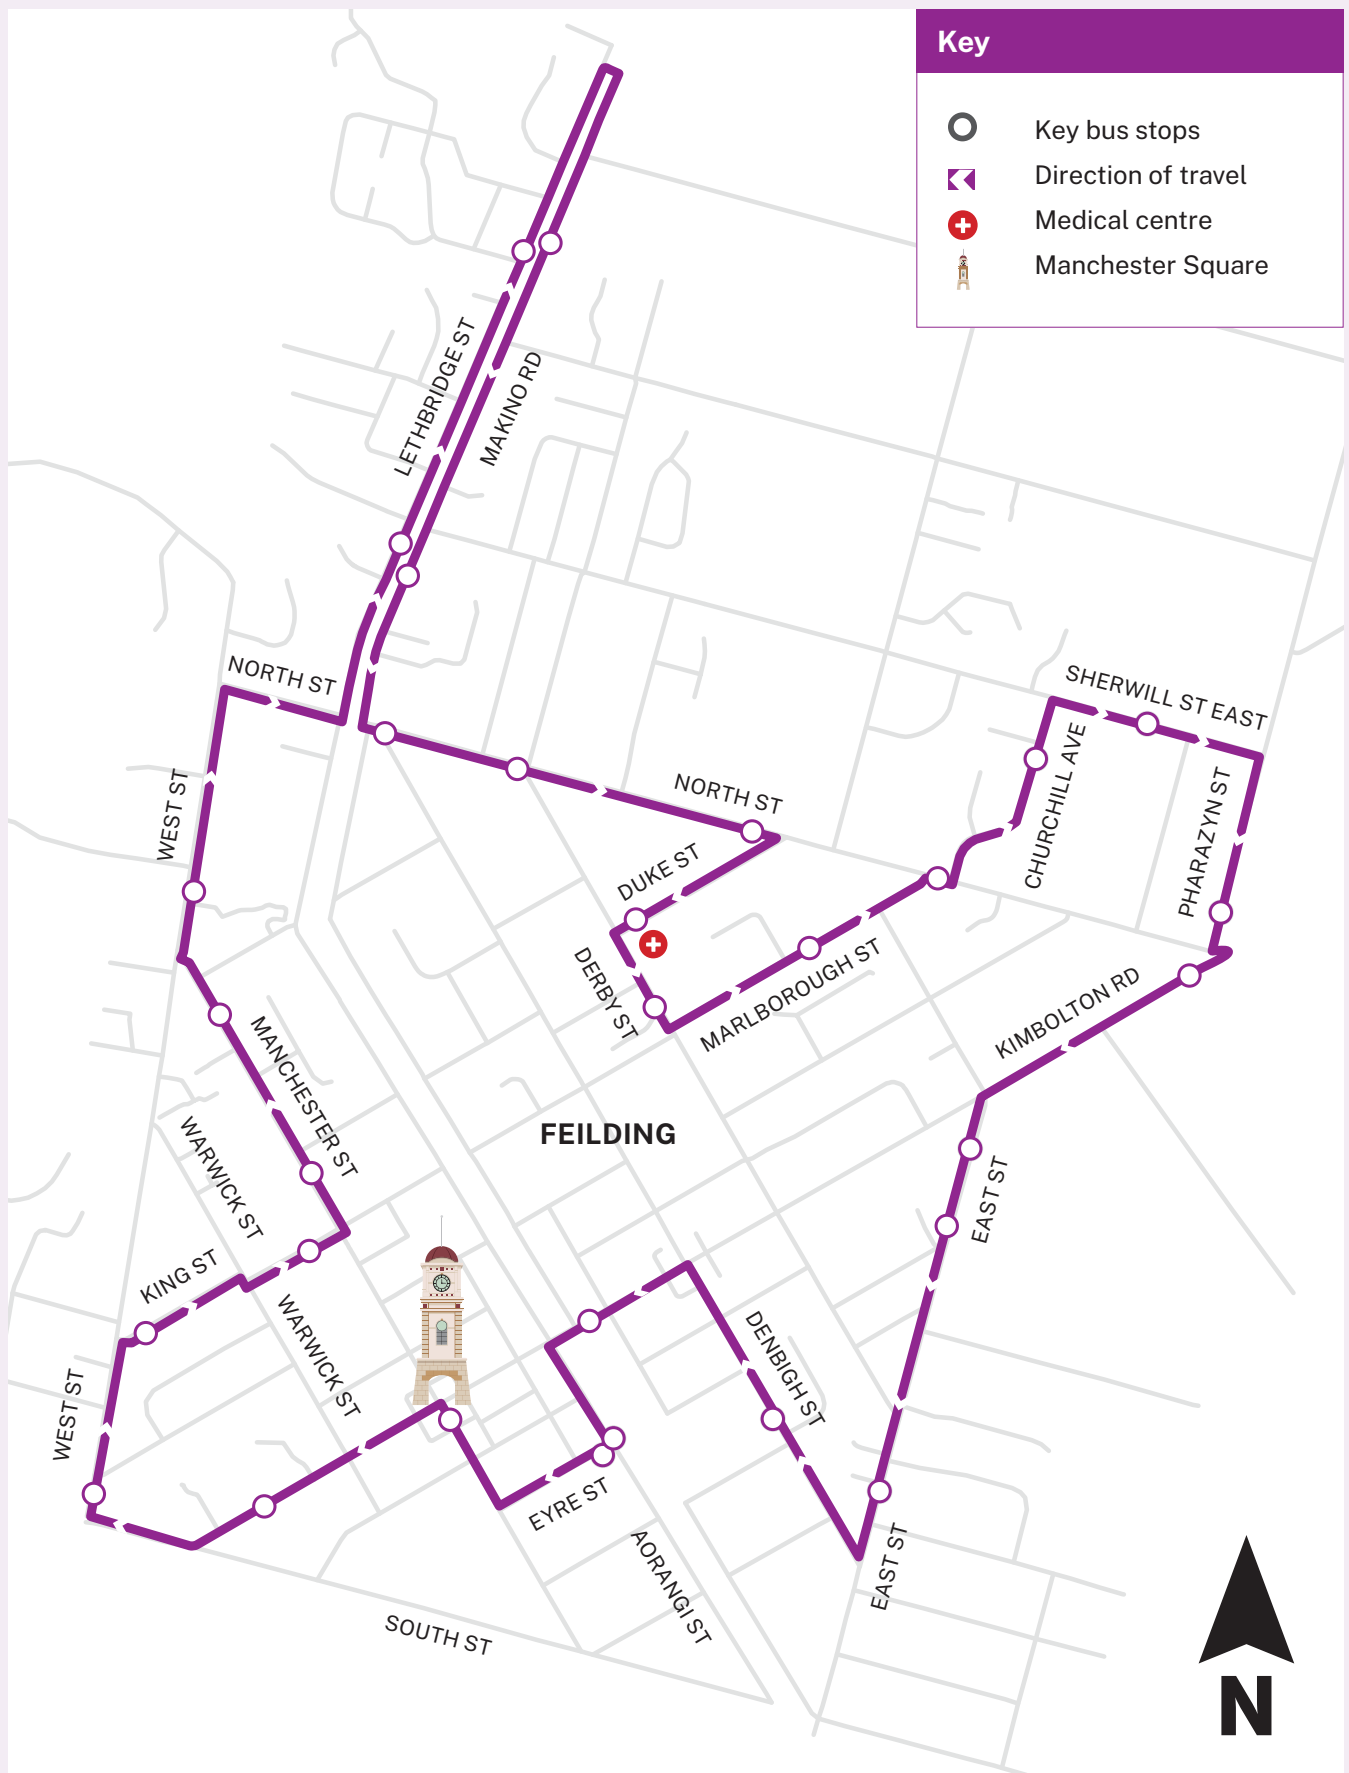 Key
Key bus stops
Direction of travel
Medical centre
Manchester Square
LETHBRIDGE ST
MAKINO RD
NORTH ST
SHERWILL ST EAST
CHURCHILL AVE
PHARAZYN ST
WEST ST
NORTH ST
DUKE ST
DERBY ST
MARLBOROUGH ST
KIMBOLTON RD
MANCHESTER ST
WARWICK ST
FEILDING
EAST ST
KING ST
WARWICK ST
DENBIGH ST
WEST ST
EYRE ST
AORANGI ST
EAST ST
SOUTH ST
N